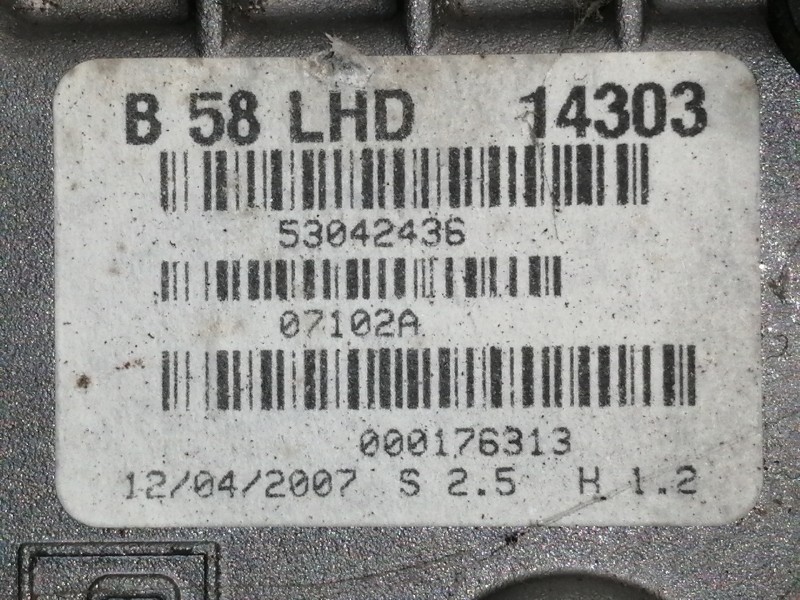 B 58 LHD 14303
53042436
07102A
000176313
12/04/2007 S 2.5 H 1.2